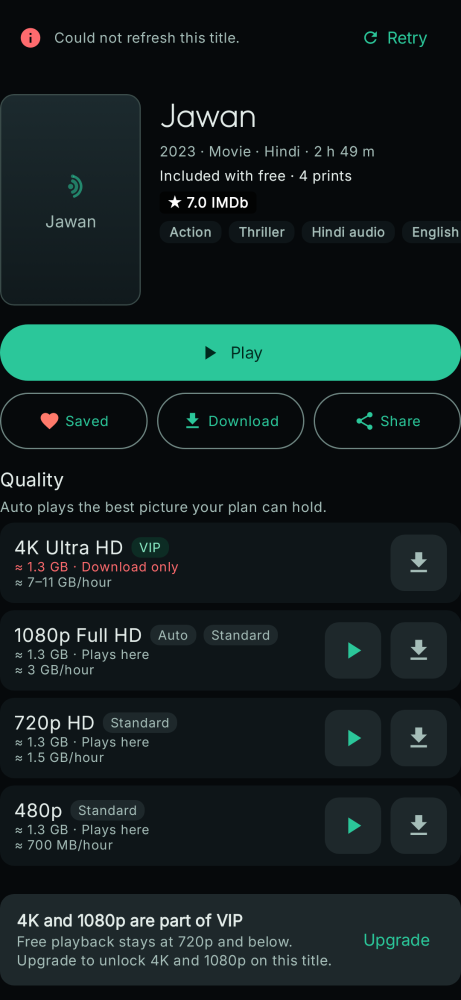 Could not refresh this title.
Retry
Jawan
Jawan
2023 · Movie · Hindi · 2 h 49 m
Included with free · 4 prints
★ 7.0 IMDb
Action
Thriller
Hindi audio
English
Play
Saved
Download
Share
Quality
Auto plays the best picture your plan can hold.
4K Ultra HD VIP
≈ 1.3 GB · Download only
≈ 7–11 GB/hour
1080p Full HD Auto Standard
≈ 1.3 GB · Plays here
≈ 3 GB/hour
720p HD Standard
≈ 1.3 GB · Plays here
≈ 1.5 GB/hour
480p Standard
≈ 1.3 GB · Plays here
≈ 700 MB/hour
4K and 1080p are part of VIP
Free playback stays at 720p and below.
Upgrade to unlock 4K and 1080p on this title.
Upgrade